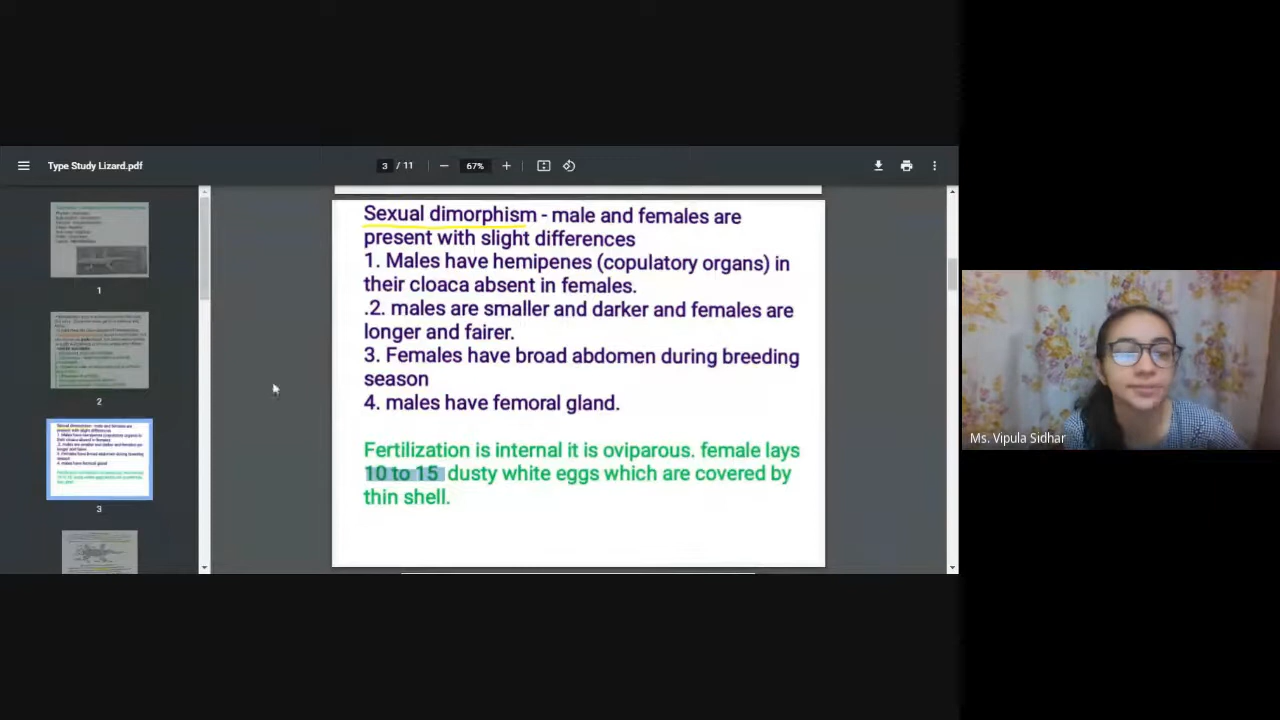 Type Study Lizard.pdf
3 / 11
67%
1
2
3
Sexual dimorphism - male and females are
present with slight differences
1. Males have hemipenes (copulatory organs) in
their cloaca absent in females.
.2. males are smaller and darker and females are
longer and fairer.
3. Females have broad abdomen during breeding
season
4. males have femoral gland.
Fertilization is internal it is oviparous. female lays
10 to 15 dusty white eggs which are covered by
thin shell.
Ms. Vipula Sidhar